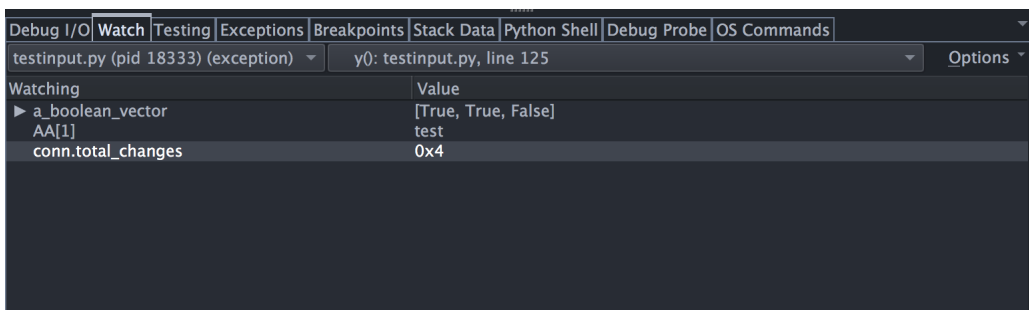 Debug I/O Watch Testing Exceptions Breakpoints Stack Data Python Shell Debug Probe OS Commands
testinput.py (pid 18333) (exception) y(): testinput.py, line 125 Options
Watching Value
a_boolean_vector [True, True, False]
AA[1] test
conn.total_changes 0x4